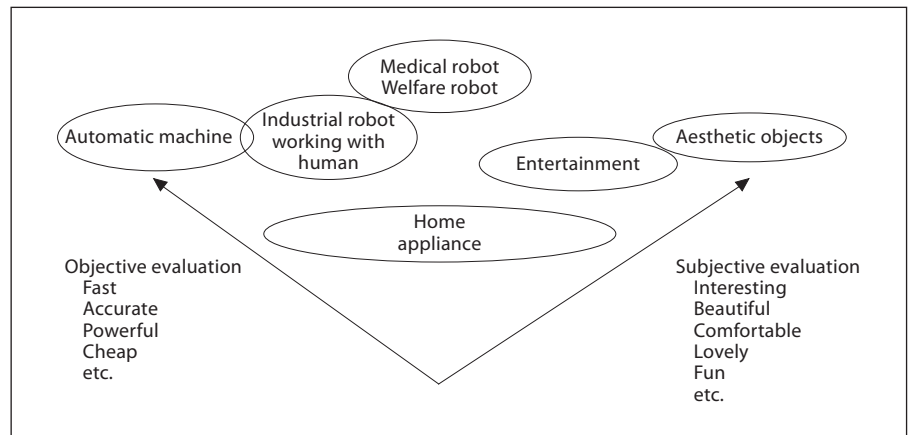 Medical robot
Welfare robot
Automatic machine
Industrial robot
working with
human
Entertainment
Aesthetic objects
Home
appliance
Objective evaluation
Fast
Accurate
Powerful
Cheap
etc.
Subjective evaluation
Interesting
Beautiful
Comfortable
Lovely
Fun
etc.